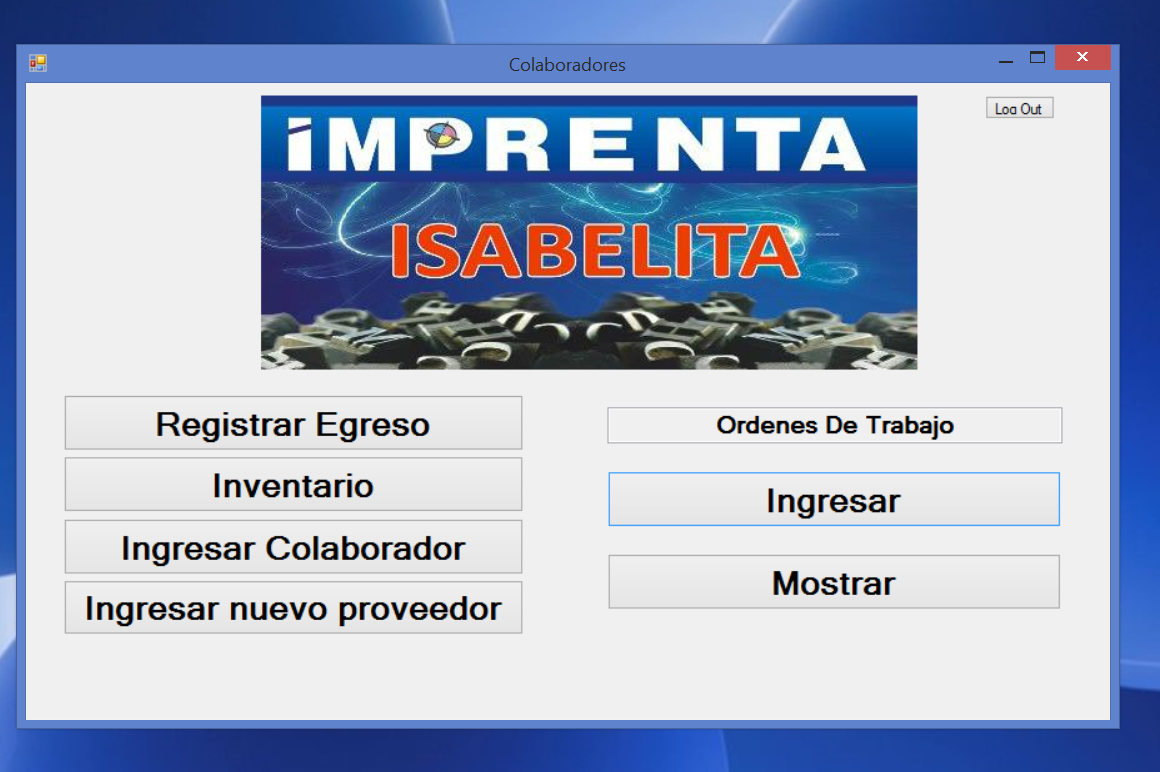 Colaboradores
Log Out
iMPRENTA
ISABELITA
Registrar Egreso
Inventario
Ingresar Colaborador
Ingresar nuevo proveedor
Ordenes De Trabajo
Ingresar
Mostrar